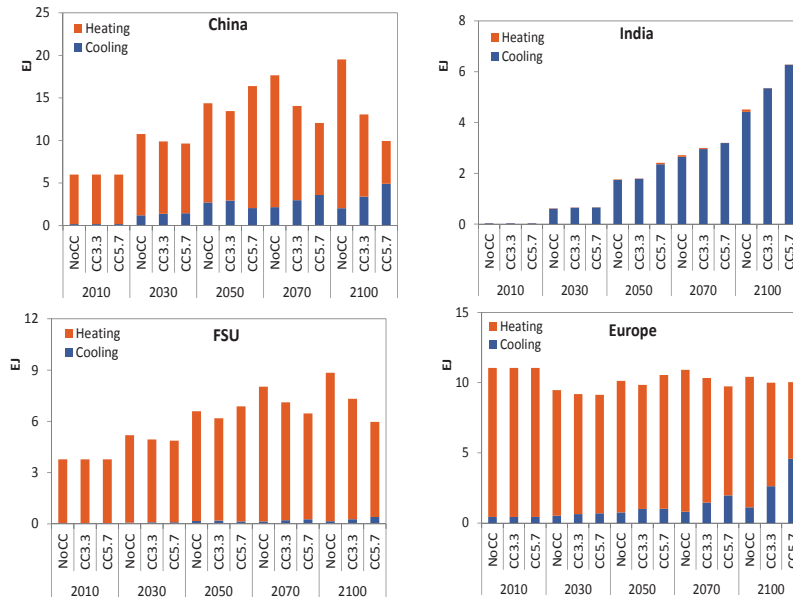 China
Heating
Cooling
EJ
25
20
15
10
5
0
NoCC CC3.3 CC5.7 NoCC CC3.3 CC5.7 NoCC CC3.3 CC5.7 NoCC CC3.3 CC5.7 NoCC CC3.3 CC5.7
2010 2030 2050 2070 2100
India
Heating
Cooling
EJ
8
6
4
2
0
NoCC CC3.3 CC5.7 NoCC CC3.3 CC5.7 NoCC CC3.3 CC5.7 NoCC CC3.3 CC5.7 NoCC CC3.3 CC5.7
2010 2030 2050 2070 2100
FSU
Heating
Cooling
EJ
12
9
6
3
0
NoCC CC3.3 CC5.7 NoCC CC3.3 CC5.7 NoCC CC3.3 CC5.7 NoCC CC3.3 CC5.7 NoCC CC3.3 CC5.7
2010 2030 2050 2070 2100
Europe
Heating
Cooling
EJ
15
10
5
0
NoCC CC3.3 CC5.7 NoCC CC3.3 CC5.7 NoCC CC3.3 CC5.7 NoCC CC3.3 CC5.7 NoCC CC3.3 CC5.7
2010 2030 2050 2070 2100